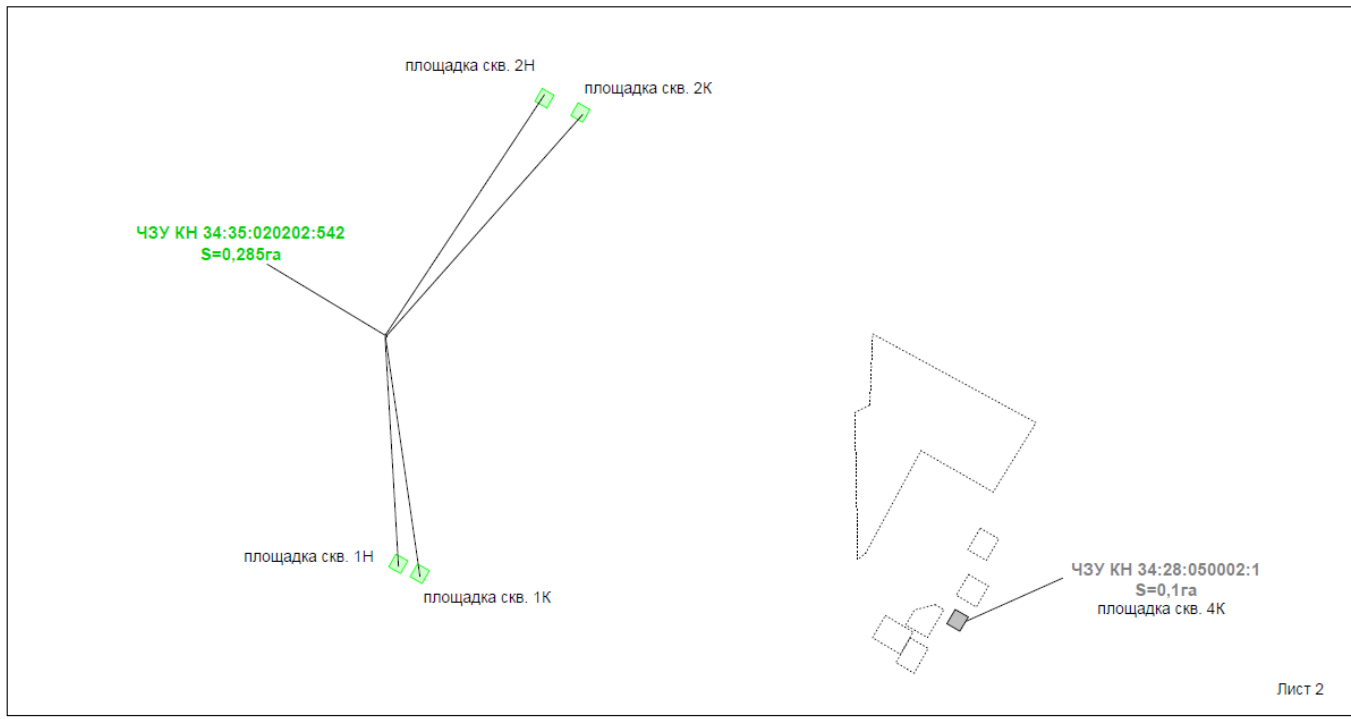 площадка скв. 2Н
площадка скв. 2К
ЧЗУ КН 34:35:020202:542
S=0,285га
площадка скв. 1Н
площадка скв. 1К
ЧЗУ КН 34:28:050002:1
S=0,1га
площадка скв. 4К
Лист 2